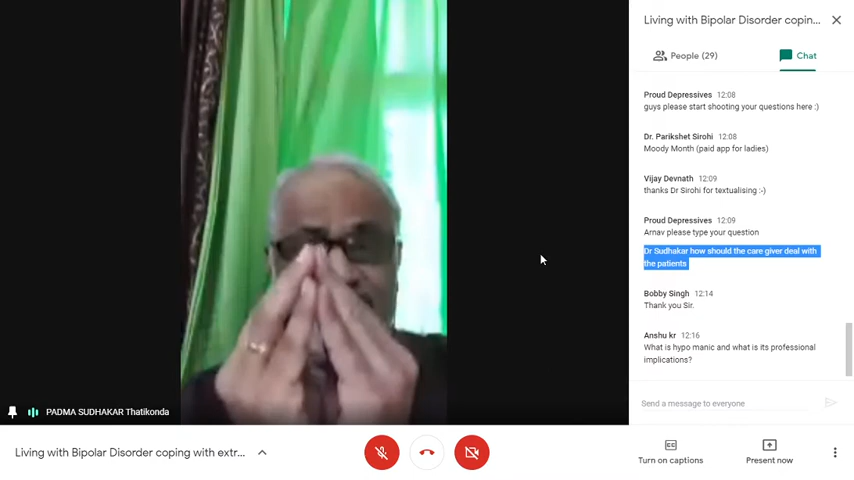 Living with Bipolar Disorder copin...
People (29)
Chat
Proud Depressives 12:08
guys please start shooting your questions here :)
Dr. Parikshet Sirohi 12:08
Moody Month (paid app for ladies)
Vijay Devnath 12:09
thanks Dr Sirohi for textualising :-)
Proud Depressives 12:09
Arnav please type your question
Dr Sudhakar how should the care giver deal with
the patients
Bobby Singh 12:14
Thank you Sir.
Anshu kr 12:16
What is hypo manic and what is its professional
implications?
Send a message to everyone
PADMA SUDHAKAR Thatikonda
Living with Bipolar Disorder coping with extr...
Turn on captions
Present now